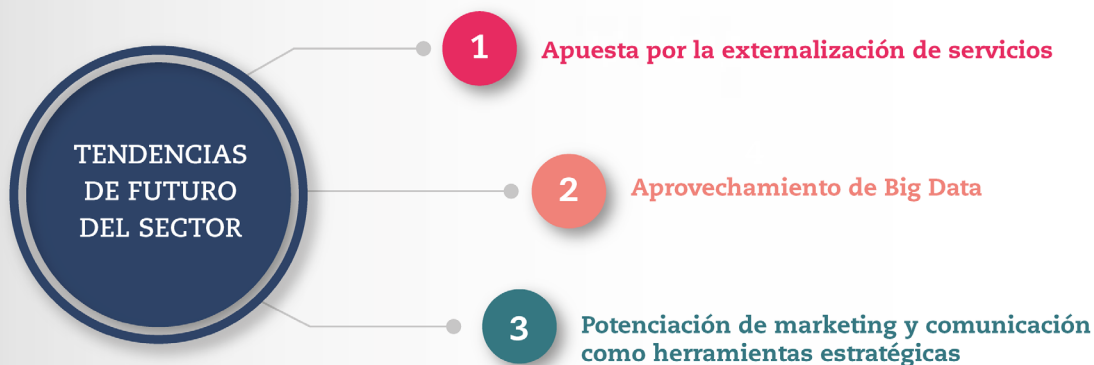 TENDENCIAS
DE FUTURO
DEL SECTOR
1
Apuesta por la externalización de servicios
2
Aprovechamiento de Big Data
3
Potenciación de marketing y comunicación
como herramientas estratégicas